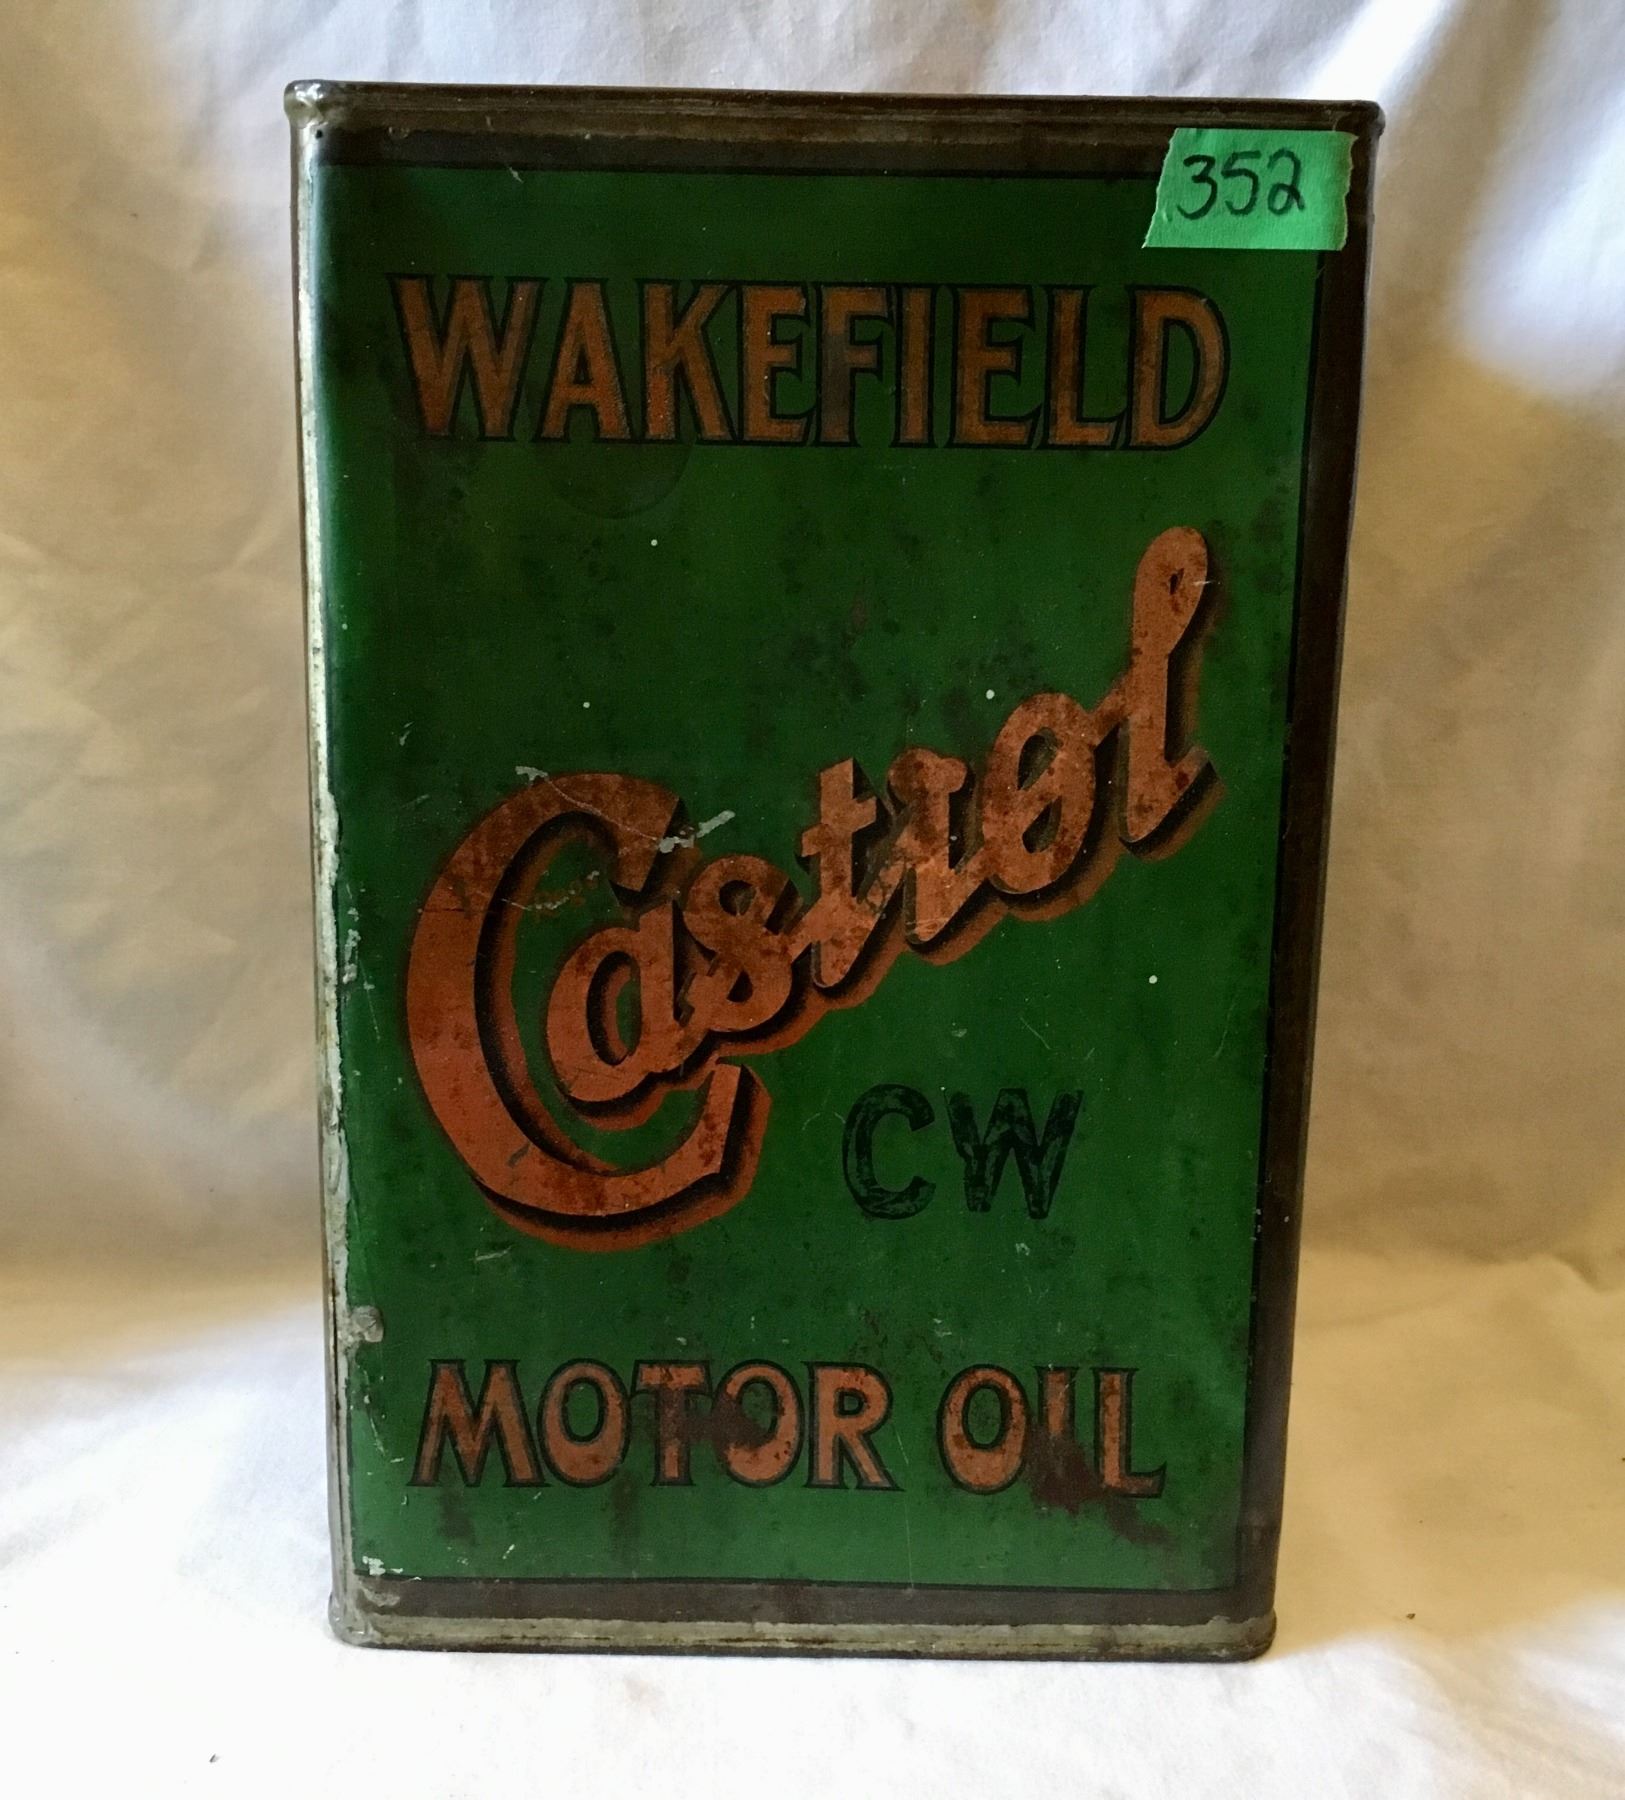 352
WAKEFIELD
Castrol
CW
MOTOR OIL